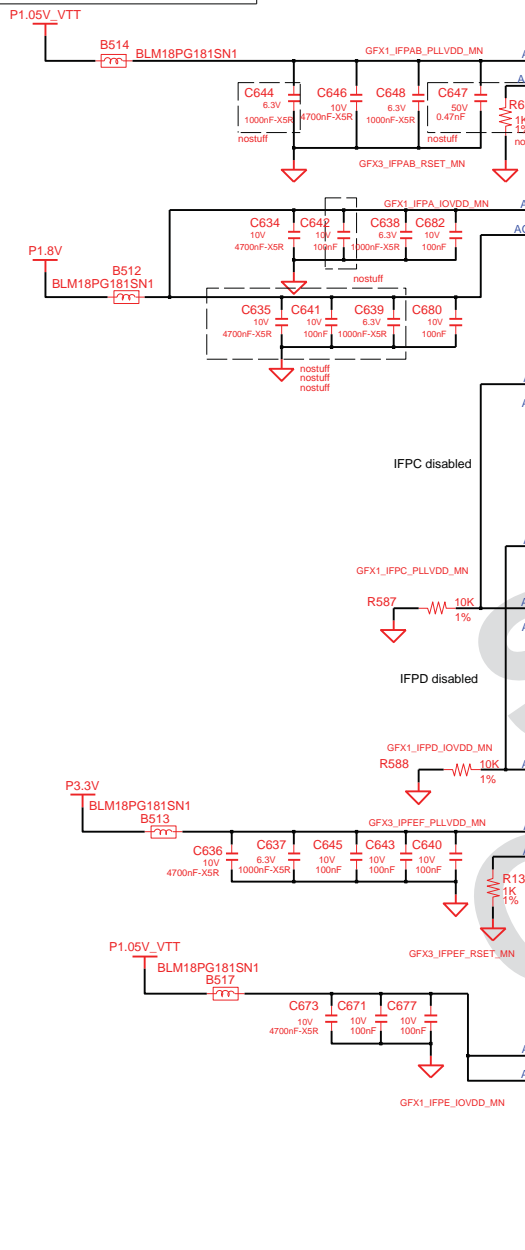 P1.05V_VTT
B514
BLM18PG181SN1
GFX1_IFPAB_PLLVDD_MN
C644
6.3V
1000nF-X5R
nostuff
C646
10V
4700nF-X5R
C648
6.3V
1000nF-X5R
C647
50V
0.47nF
nostuff
GFX3_IFPAB_RSET_MN
GFX1_IFPA_IOVDD_MN
C634
10V
4700nF-X5R
C642
10V
100nF
C638
6.3V
1000nF-X5R
C682
10V
100nF
nostuff
P1.8V
B512
BLM18PG181SN1
C635
10V
4700nF-X5R
C641
10V
100nF
C639
6.3V
1000nF-X5R
C680
10V
100nF
nostuff
nostuff
nostuff
IFPC disabled
GFX1_IFPC_PLLVDD_MN
R587
10K
1%
IFPD disabled
GFX1_IFPD_IOVDD_MN
R588
10K
1%
P3.3V
BLM18PG181SN1
B513
GFX3_IFPEF_PLLVDD_MN
C636
10V
4700nF-X5R
C637
6.3V
1000nF-X5R
C645
10V
100nF
C643
10V
100nF
C640
10V
100nF
R13
1K
1%
GFX3_IFPEF_RSET_MN
P1.05V_VTT
BLM18PG181SN1
B517
C673
10V
4700nF-X5R
C671
10V
100nF
C677
10V
100nF
GFX1_IFPE_IOVDD_MN